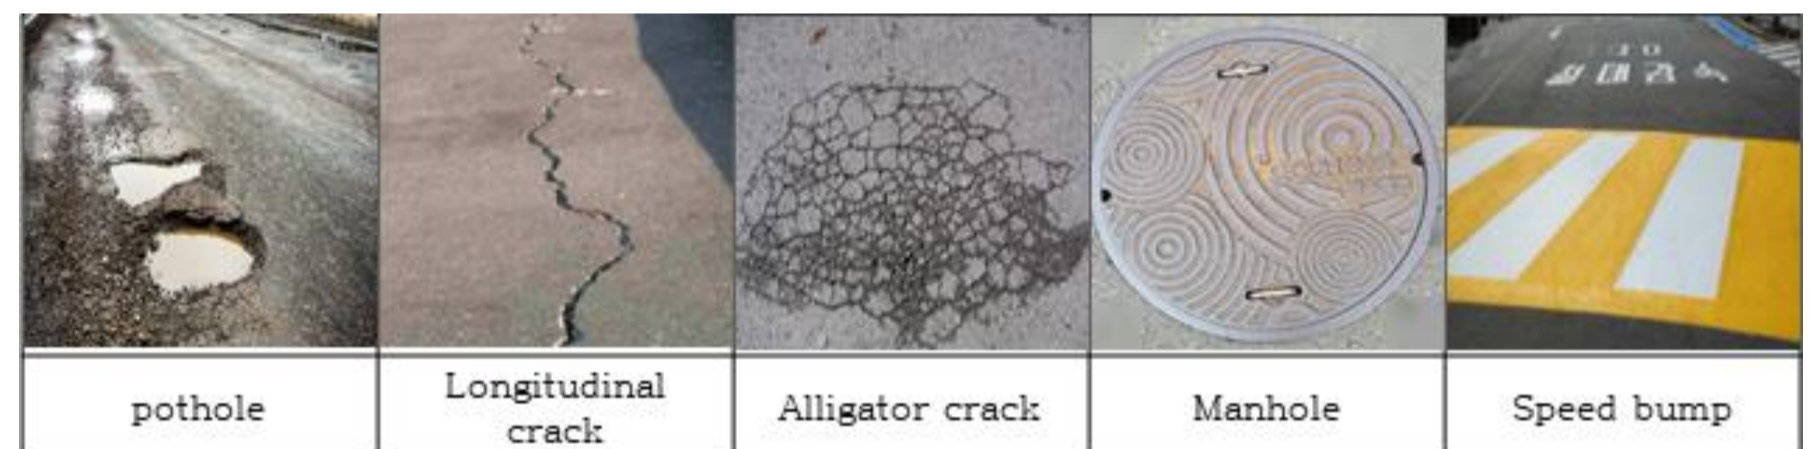 pothole
Longitudinal
crack
Alligator crack
Manhole
Speed bump